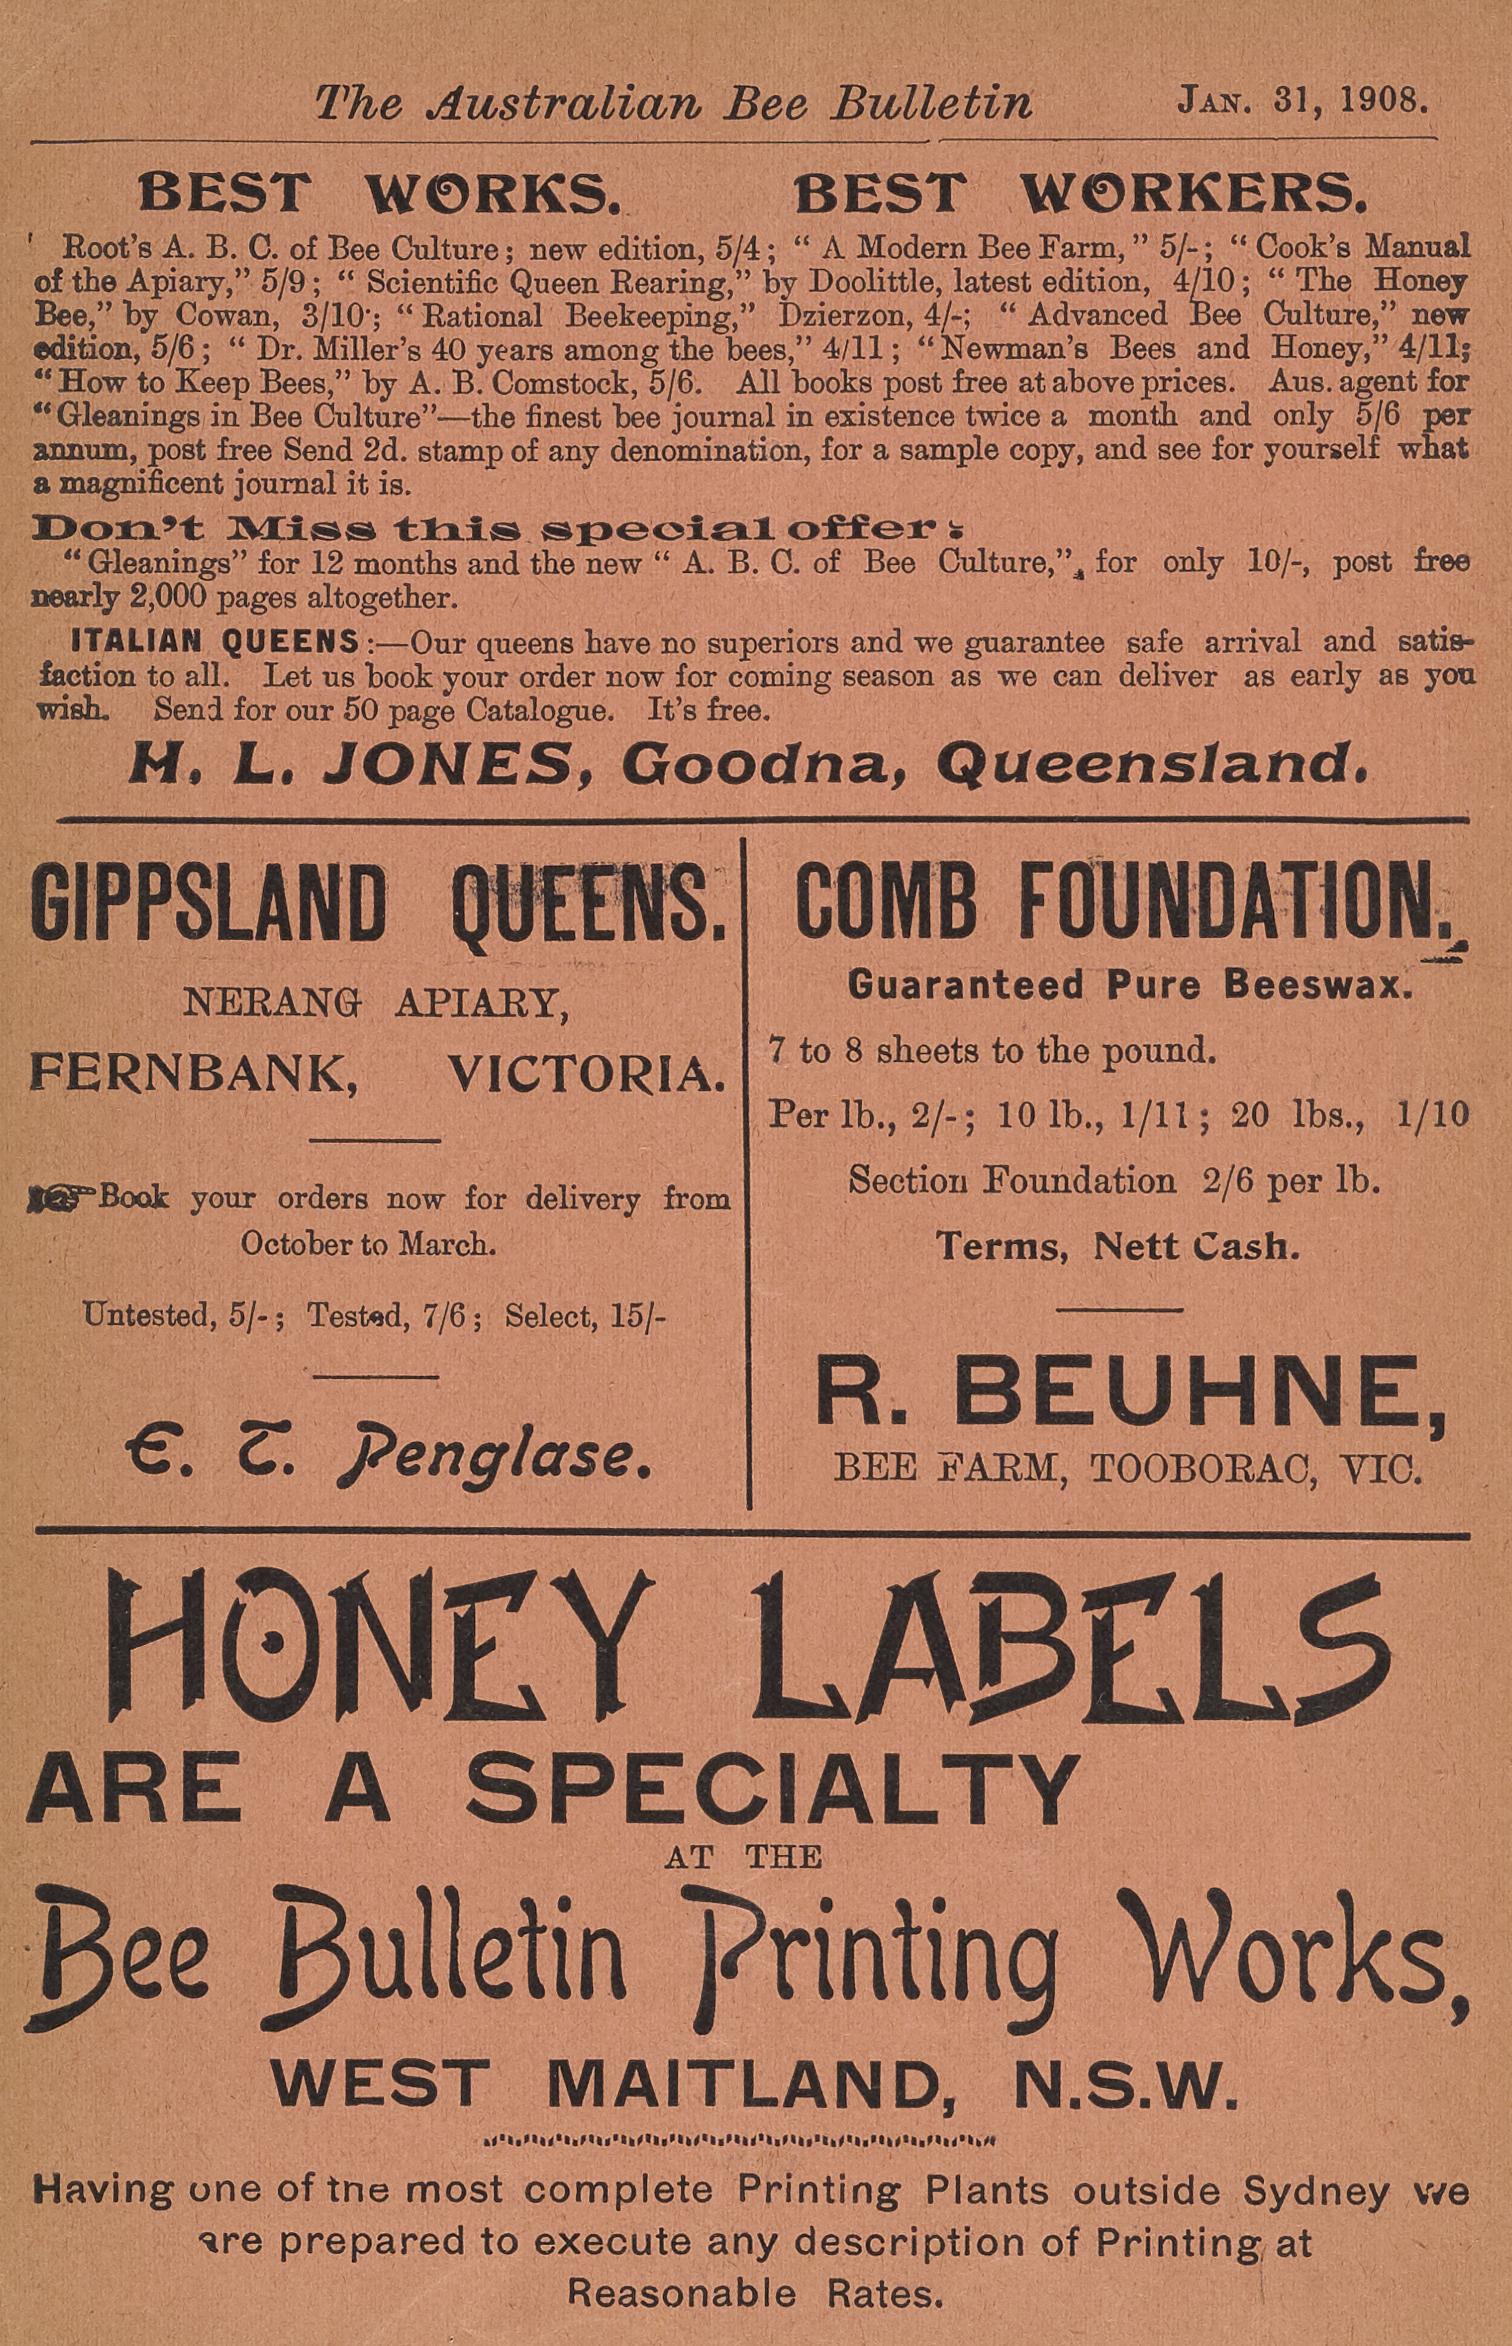 The Australian Bee Bulletin JAN. 31, 1908.
BEST WORKS. BEST WORKERS.
Root's A. B. C. of Bee Culture; new edition, 5/4; “ A Modern Bee Farm, ” 5/-; “ Cook's Manual
of the Apiary,” 5/9; “ Scientific Queen Rearing,” by Doolittle, latest edition, 4/10; “ The Honey
Bee,” by Cowan, 3/10; “ Rational Beekeeping,” Dzierzon, 4/-; “ Advanced Bee Culture,” new
edition, 5/6; “ Dr. Miller's 40 years among the bees,” 4/11; “Newman's Bees and Honey,” 4/11;
“How to Keep Bees,” by A. B. Comstock, 5/6. All books post free at above prices. Aus. agent for
“Gleanings in Bee Culture”—the finest bee journal in existence twice a month and only 5/6 per
annum, post free Send 2d. stamp of any denomination, for a sample copy, and see for yourself what
a magnificent journal it is.
Don't Miss this special offer:
“Gleanings” for 12 months and the new “ A. B. C. of Bee Culture,”, for only 10/-, post free
nearly 2,000 pages altogether.
ITALIAN QUEENS:—Our queens have no superiors and we guarantee safe arrival and satis-
faction to all. Let us book your order now for coming season as we can deliver as early as you
wish. Send for our 50 page Catalogue. It's free.
H. L. JONES, Goodna, Queensland.
GIPPSLAND QUEENS.
NERANG APIARY,
FERNBANK, VICTORIA.
Book your orders now for delivery from
October to March.
Untested, 5/-; Tested, 7/6; Select, 15/-
E. T. Penglase.
COMB FOUNDATION.
Guaranteed Pure Beeswax.
7 to 8 sheets to the pound.
Per lb., 2/-; 10 lb., 1/11; 20 lbs., 1/10
Section Foundation 2/6 per lb.
Terms, Nett Cash.
R. BEUHNE,
BEE FARM, TOOBORAC, VIC.
HONEY LABELS
ARE A SPECIALTY
AT THE
Bee Bulletin Printing Works,
WEST MAITLAND, N.S.W.
Having one of the most complete Printing Plants outside Sydney we
are prepared to execute any description of Printing at
Reasonable Rates.